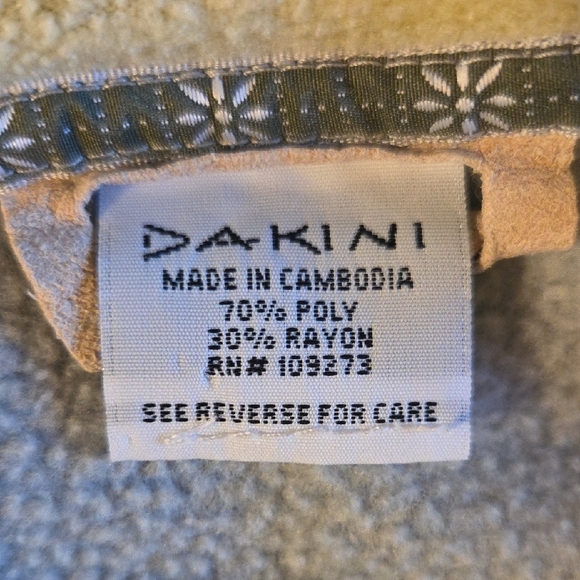 DAKINI
MADE IN CAMBODIA
70% POLY
30% RAYON
RN# 109273
SEE REVERSE FOR CARE